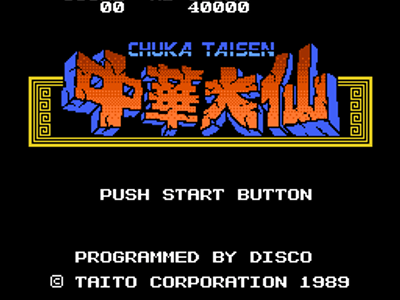 00 40000
CHUKA TAISEN
中華大仙
PUSH START BUTTON
PROGRAMMED BY DISCO
© TAITO CORPORATION 1989